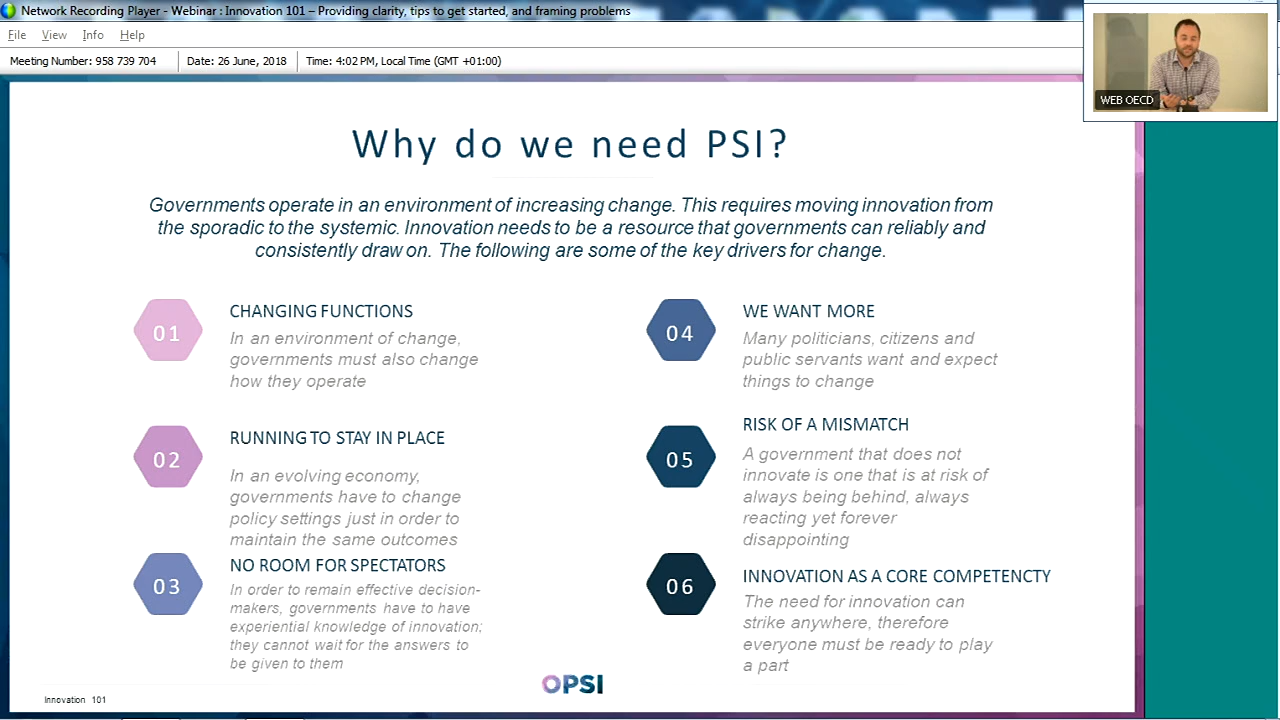 Network Recording Player - Webinar : Innovation 101 – Providing clarity, tips to get started, and framing problems
File View Info Help
Meeting Number: 958 739 704 Date: 26 June, 2018 Time: 4:02 PM, Local Time (GMT +01:00)
WEB OECD
Why do we need PSI?
Governments operate in an environment of increasing change. This requires moving innovation from
the sporadic to the systemic. Innovation needs to be a resource that governments can reliably and
consistently draw on. The following are some of the key drivers for change.
01
CHANGING FUNCTIONS
In an environment of change,
governments must also change
how they operate
02
RUNNING TO STAY IN PLACE
In an evolving economy,
governments have to change
policy settings just in order to
maintain the same outcomes
03
NO ROOM FOR SPECTATORS
In order to remain effective decision-
makers, governments have to have
experiential knowledge of innovation;
they cannot wait for the answers to
be given to them
04
WE WANT MORE
Many politicians, citizens and
public servants want and expect
things to change
05
RISK OF A MISMATCH
A government that does not
innovate is one that is at risk of
always being behind, always
reacting yet forever
disappointing
06
INNOVATION AS A CORE COMPETENCTY
The need for innovation can
strike anywhere, therefore
everyone must be ready to play
a part
Innovation 101
OPSI